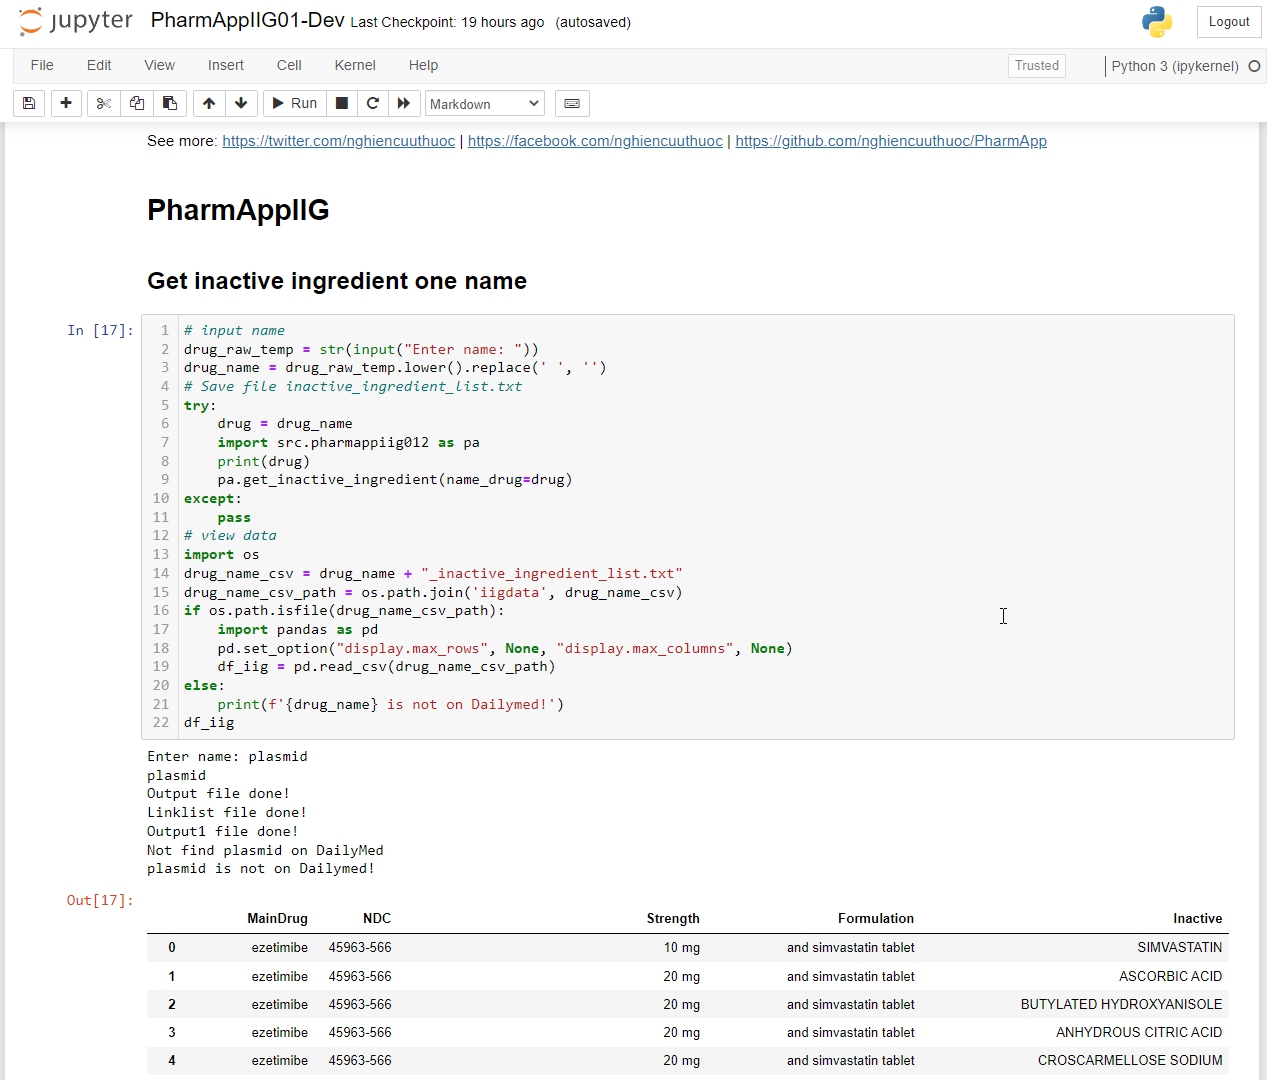 jupyter PharmAppIIG01-Dev Last Checkpoint: 19 hours ago (autosaved) Logout
File Edit View Insert Cell Kernel Help Trusted Python 3 (ipykernel)
Run Markdown
See more: https://twitter.com/nghiencuuthuoc | https://facebook.com/nghiencuuthuoc | https://github.com/nghiencuuthuoc/PharmApp
PharmAppIIG
Get inactive ingredient one name
In [17]:
1 # input name
2 drug_raw_temp = str(input("Enter name: "))
3 drug_name = drug_raw_temp.lower().replace(' ', '')
4 # Save file inactive_ingredient_list.txt
5 try:
6     drug = drug_name
7     import src.pharmappiig012 as pa
8     print(drug)
9     pa.get_inactive_ingredient(name_drug=drug)
10 except:
11     pass
12 # view data
13 import os
14 drug_name_csv = drug_name + "_inactive_ingredient_list.txt"
15 drug_name_csv_path = os.path.join('iigdata', drug_name_csv)
16 if os.path.isfile(drug_name_csv_path):
17     import pandas as pd
18     pd.set_option("display.max_rows", None, "display.max_columns", None)
19     df_iig = pd.read_csv(drug_name_csv_path)
20 else:
21     print(f'{drug_name} is not on Dailymed!')
22 df_iig
Enter name: plasmid
plasmid
Output file done!
Linklist file done!
Output1 file done!
Not find plasmid on DailyMed
plasmid is not on Dailymed!
Out[17]:
MainDrug NDC Strength Formulation Inactive
0 ezetimibe 45963-566 10 mg and simvastatin tablet SIMVASTATIN
1 ezetimibe 45963-566 20 mg and simvastatin tablet ASCORBIC ACID
2 ezetimibe 45963-566 20 mg and simvastatin tablet BUTYLATED HYDROXYANISOLE
3 ezetimibe 45963-566 20 mg and simvastatin tablet ANHYDROUS CITRIC ACID
4 ezetimibe 45963-566 20 mg and simvastatin tablet CROSCARMELLOSE SODIUM